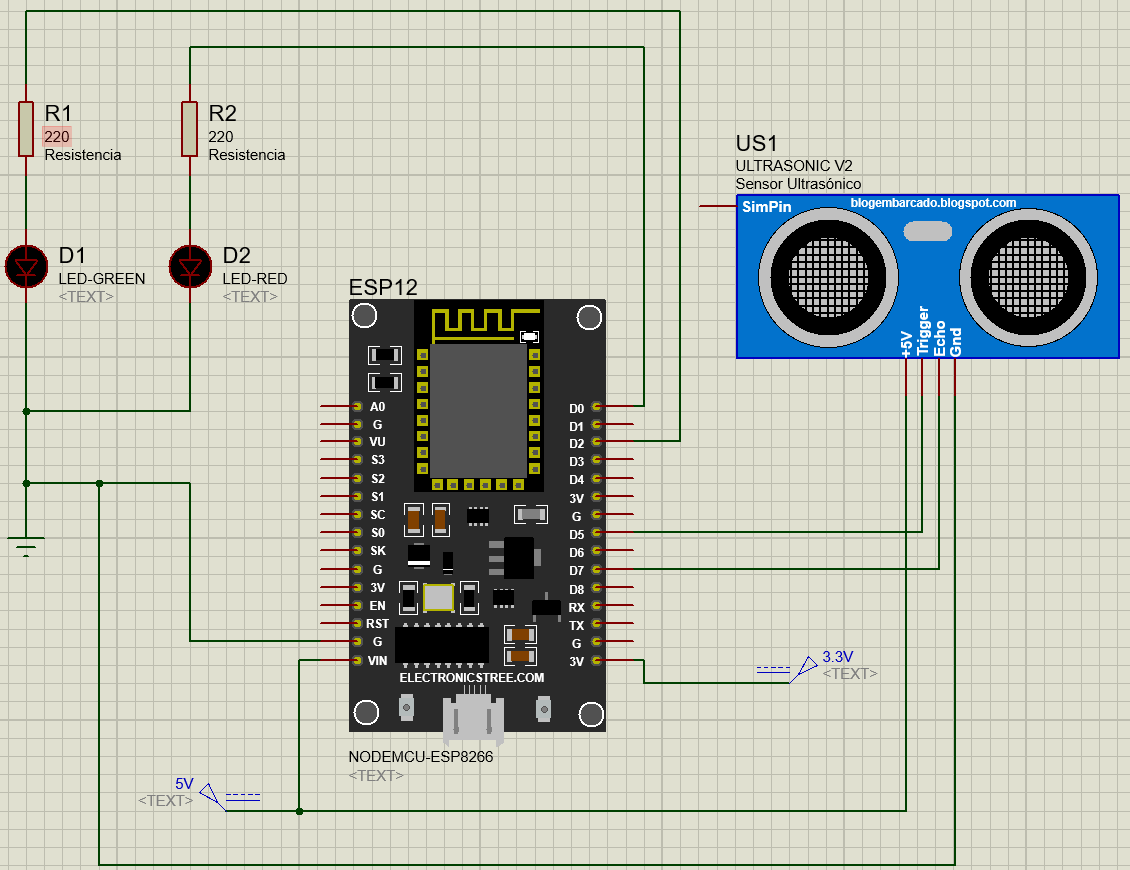 R1
220
Resistencia
R2
220
Resistencia
D1
LED-GREEN
<TEXT>
D2
LED-RED
<TEXT>
US1
ULTRASONIC V2
Sensor Ultrasónico
SimPin
blogembarcado.blogspot.com
+5V
Trigger
Echo
Gnd
ESP12
A0
G
VU
S3
S2
S1
SC
S0
SK
G
3V
EN
RST
G
VIN
D0
D1
D2
D3
D4
3V
G
D5
D6
D7
D8
RX
TX
G
3V
ELECTRONICSTREE.COM
NODEMCU-ESP8266
<TEXT>
3.3V
<TEXT>
5V
<TEXT>